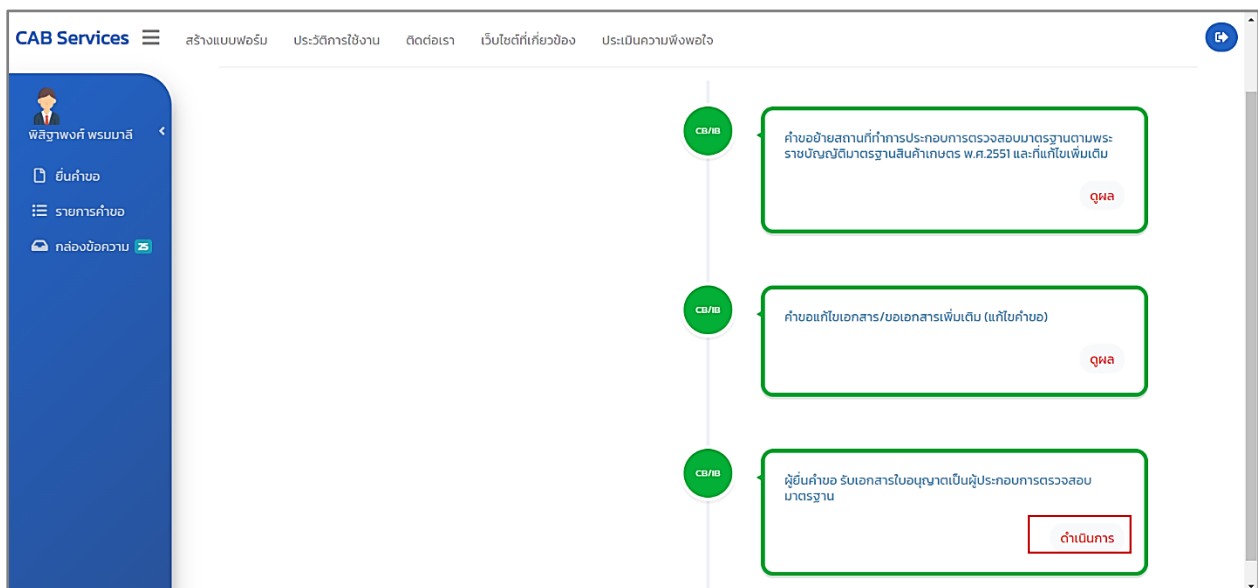 CAB Services สร้างแบบฟอร์ม ประวัติการใช้งาน ติดต่อเรา เว็บไซต์ที่เกี่ยวข้อง ประเมินความพึงพอใจ
พิสิฐาพงศ์ พรมมาลี
ยื่นคำขอ
รายการคำขอ
กล่องข้อความ 25
CB/IB
คำขอย้ายสถานที่ทำการประกอบการตรวจสอบมาตรฐานตามพระ
ราชบัญญัติมาตรฐานสินค้าเกษตร พ.ศ.2551 และที่แก้ไขเพิ่มเติม
ดูผล
CB/IB
คำขอแก้ไขเอกสาร/ขอเอกสารเพิ่มเติม (แก้ไขคำขอ)
ดูผล
CB/IB
ผู้ยื่นคำขอ รับเอกสารใบอนุญาตเป็นผู้ประกอบการตรวจสอบ
มาตรฐาน
ดำเนินการ